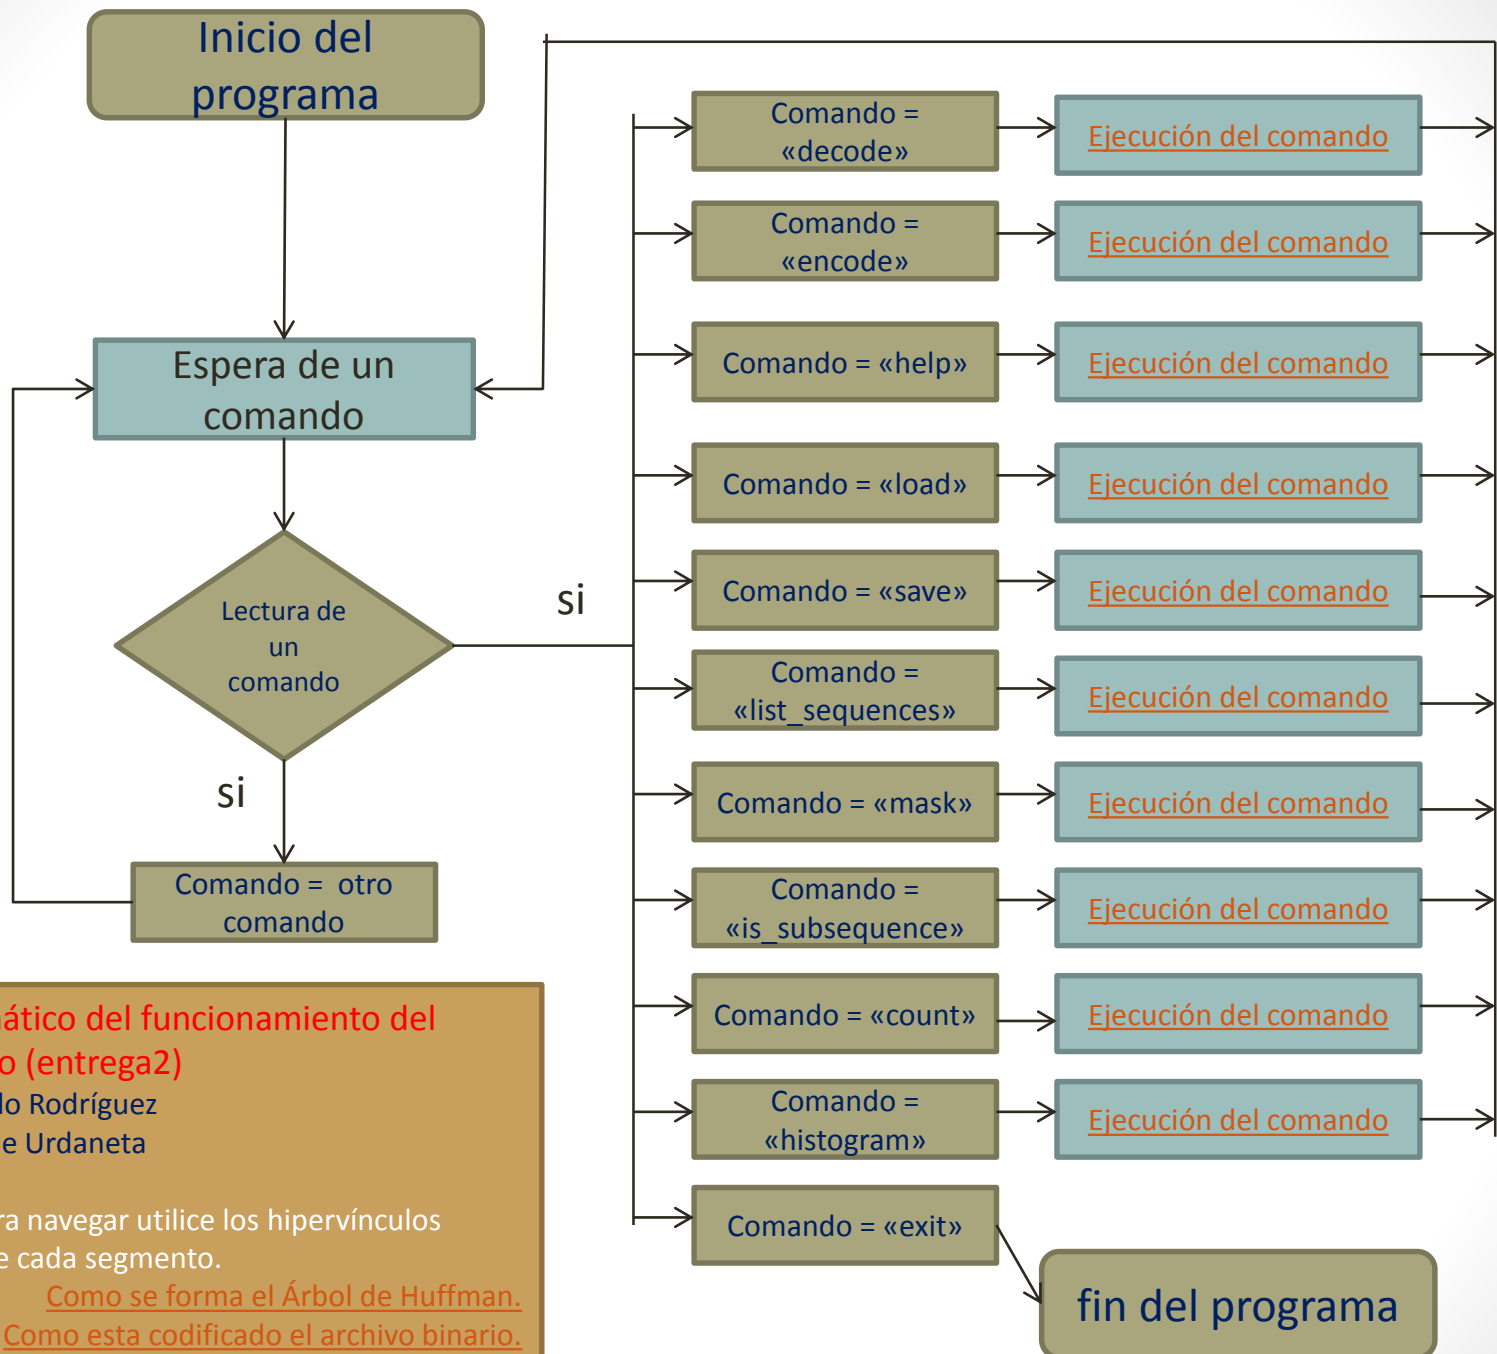 Inicio del
programa
Espera de un
comando
Lectura de
un
comando
si
si
Comando = otro
comando
Comando =
«decode»
Ejecución del comando
Comando =
«encode»
Ejecución del comando
Comando = «help»
Ejecución del comando
Comando = «load»
Ejecución del comando
Comando = «save»
Ejecución del comando
Comando =
«list_sequences»
Ejecución del comando
Comando = «mask»
Ejecución del comando
Comando =
«is_subsequence»
Ejecución del comando
Comando = «count»
Ejecución del comando
Comando =
«histogram»
Ejecución del comando
Comando = «exit»
fin del programa
ático del funcionamiento del
o (entrega2)
do Rodríguez
e Urdaneta
ra navegar utilice los hipervínculos
e cada segmento.
Como se forma el Árbol de Huffman.
Como esta codificado el archivo binario.